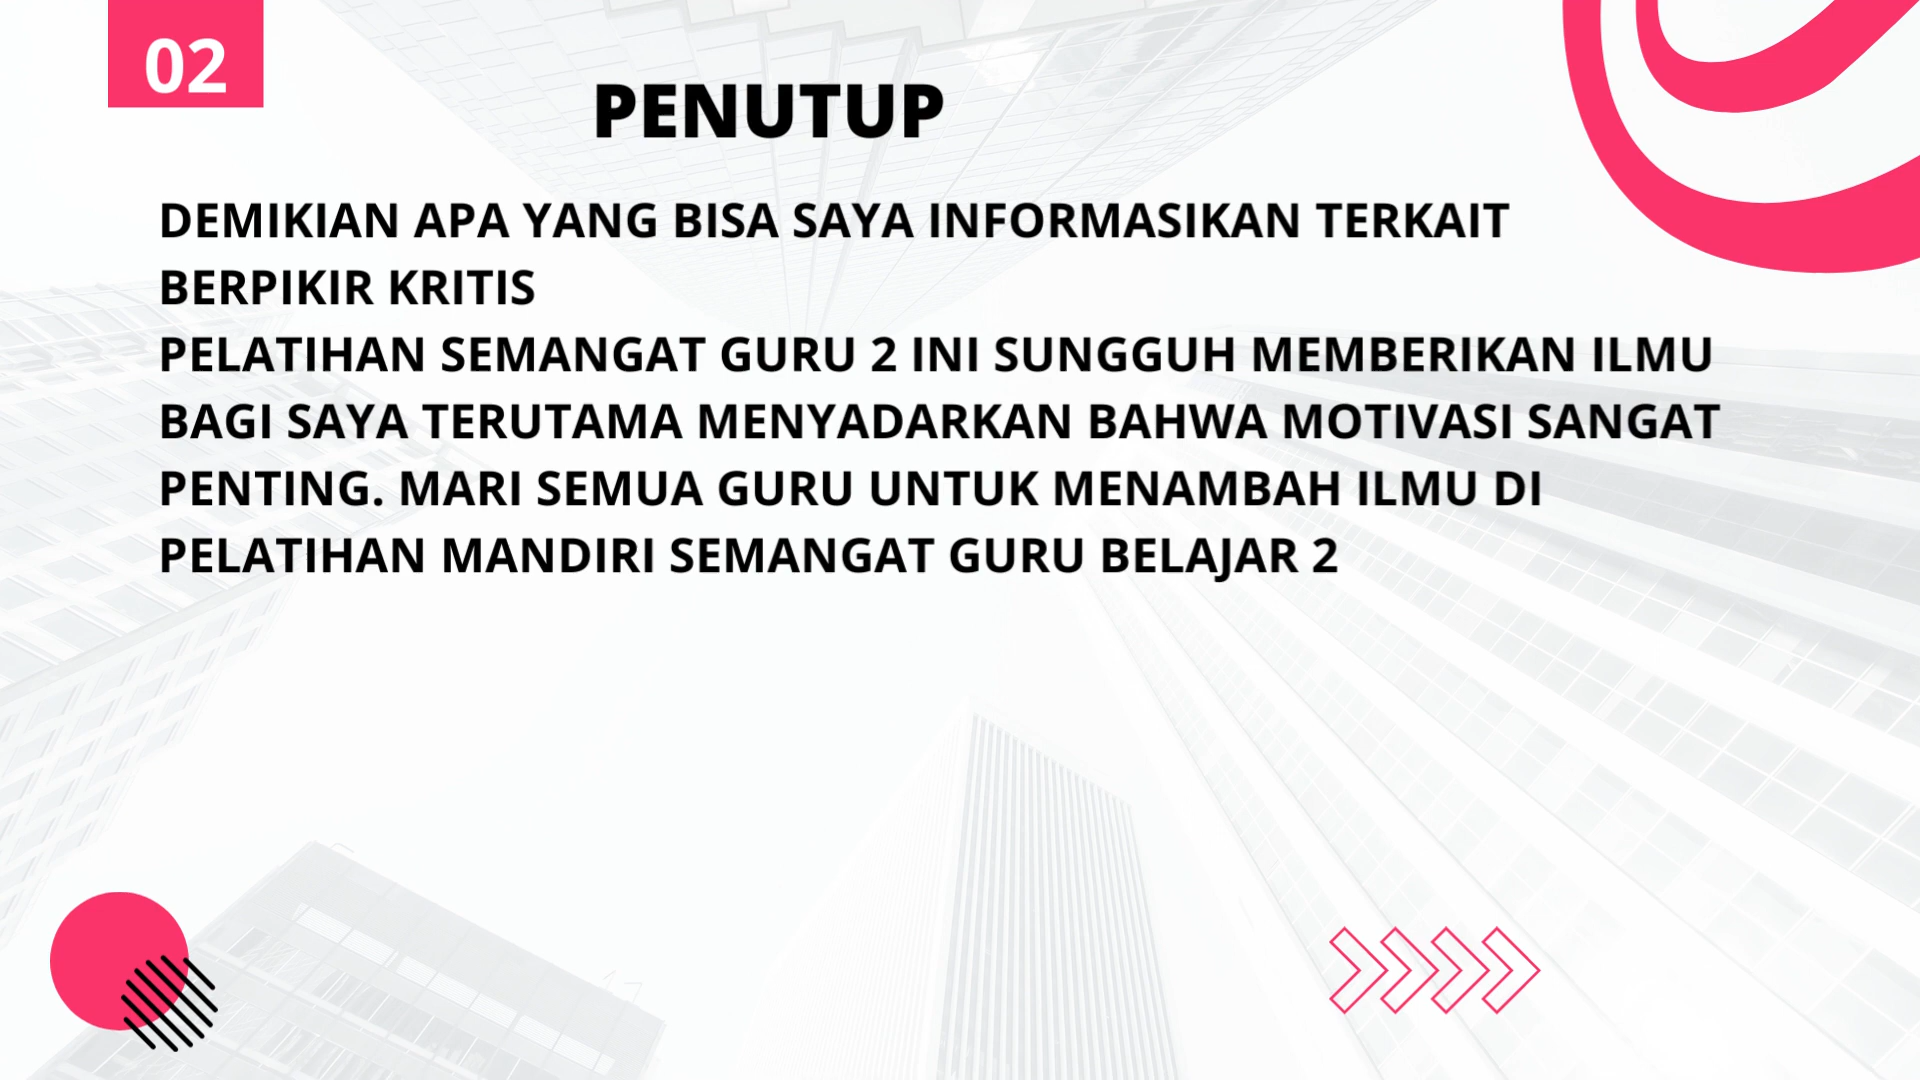 02
PENUTUP
DEMIKIAN APA YANG BISA SAYA INFORMASIKAN TERKAIT
BERPIKIR KRITIS
PELATIHAN SEMANGAT GURU 2 INI SUNGGUH MEMBERIKAN ILMU
BAGI SAYA TERUTAMA MENYADARKAN BAHWA MOTIVASI SANGAT
PENTING. MARI SEMUA GURU UNTUK MENAMBAH ILMU DI
PELATIHAN MANDIRI SEMANGAT GURU BELAJAR 2